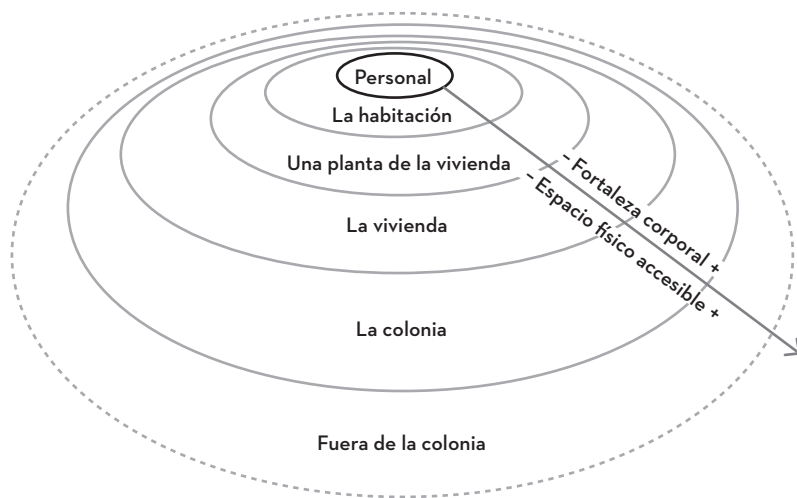 Personal
La habitación
Una planta de la vivienda
- Fortaleza corporal +
- Espacio físico accesible +
La vivienda
La colonia
Fuera de la colonia